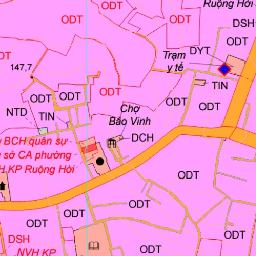 Ruộng Hới
ODT
ODT
DSH
ODT
DYT
ODT
Trạm
y tế
147,7
TIN
ODT
ODT
ODT
ODT
NTD
TIN
Chợ
Bảo Vinh
DCH
BCH quân sự
sở CA phường
KP Ruộng Hới
ODT
ODT
ODT
ODT
ODT
ODT
ODT
DSH
NVH KP
ODT
ODT